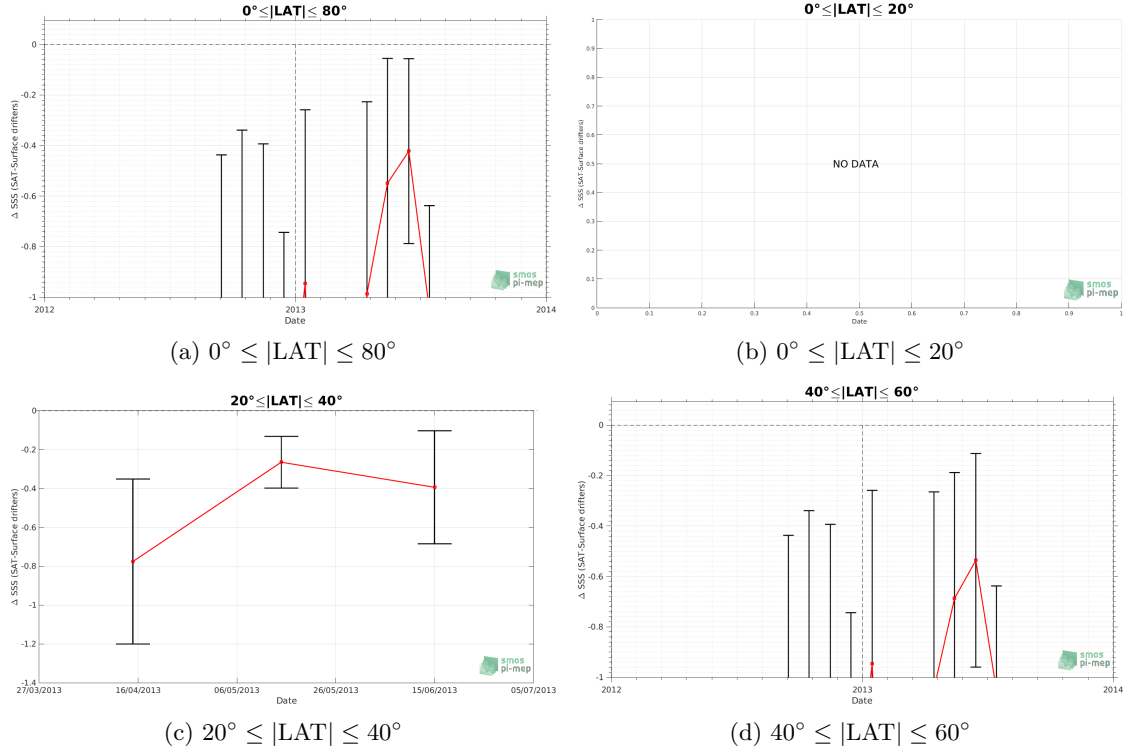 0°≤|LAT|≤ 80°
0
-0.2
-0.4
-0.6
-0.8
-1
Δ SSS (SAT-Surface drifters)
2012
2013
2014
Date
smos
pi-mep
(a) 0° ≤ |LAT| ≤ 80°
0°≤|LAT|≤ 20°
1
0.9
0.8
0.7
0.6
0.5
0.4
0.3
0.2
0.1
0
Δ SSS (SAT-Surface drifters)
NO DATA
0
0.1
0.2
0.3
0.4
0.5
0.6
0.7
0.8
0.9
1
Date
smos
pi-mep
(b) 0° ≤ |LAT| ≤ 20°
20°≤|LAT|≤ 40°
0
-0.2
-0.4
-0.6
-0.8
-1
-1.2
-1.4
Δ SSS (SAT-Surface drifters)
27/03/2013
16/04/2013
06/05/2013
26/05/2013
15/06/2013
05/07/2013
Date
smos
pi-mep
(c) 20° ≤ |LAT| ≤ 40°
40°≤|LAT|≤ 60°
0
-0.2
-0.4
-0.6
-0.8
-1
Δ SSS (SAT-Surface drifters)
2012
2013
2014
Date
smos
pi-mep
(d) 40° ≤ |LAT| ≤ 60°